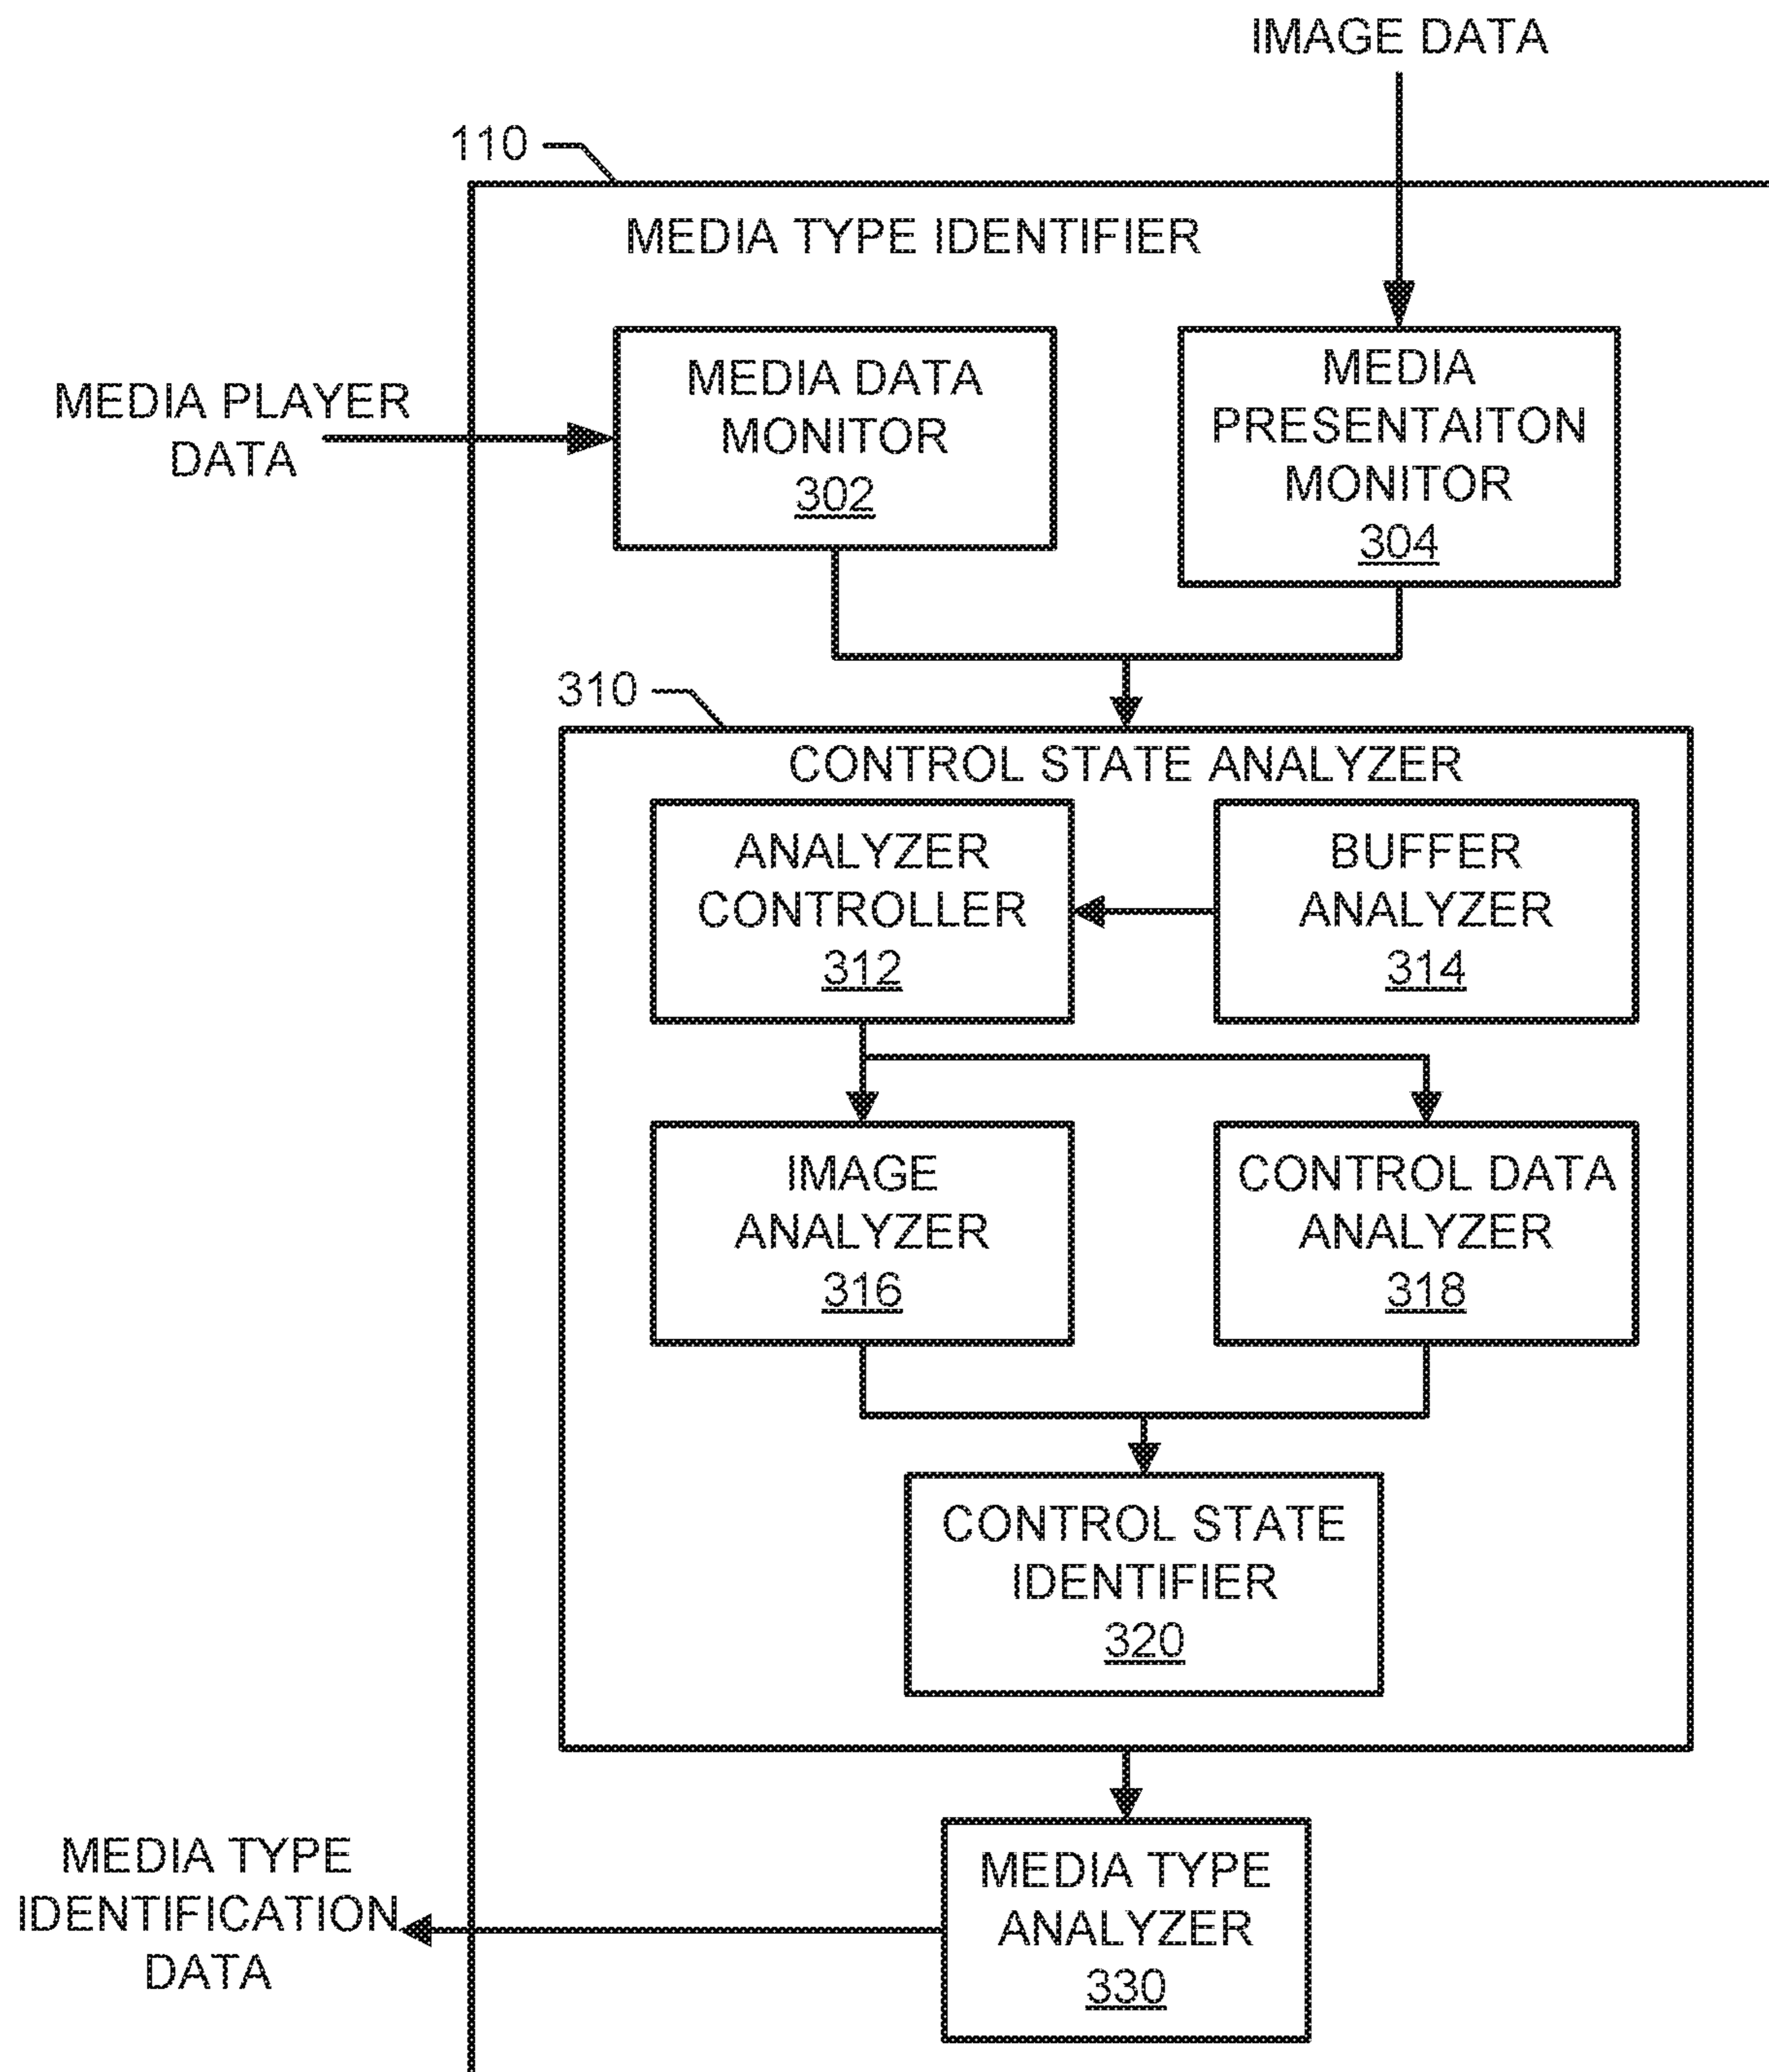 IMAGE DATA
110
MEDIA TYPE IDENTIFIER
MEDIA PLAYER
DATA
MEDIA DATA
MONITOR
302
MEDIA
PRESENTAITON
MONITOR
304
310
CONTROL STATE ANALYZER
ANALYZER
CONTROLLER
312
BUFFER
ANALYZER
314
IMAGE
ANALYZER
316
CONTROL DATA
ANALYZER
318
CONTROL STATE
IDENTIFIER
320
MEDIA TYPE
ANALYZER
330
MEDIA TYPE
IDENTIFICATION
DATA